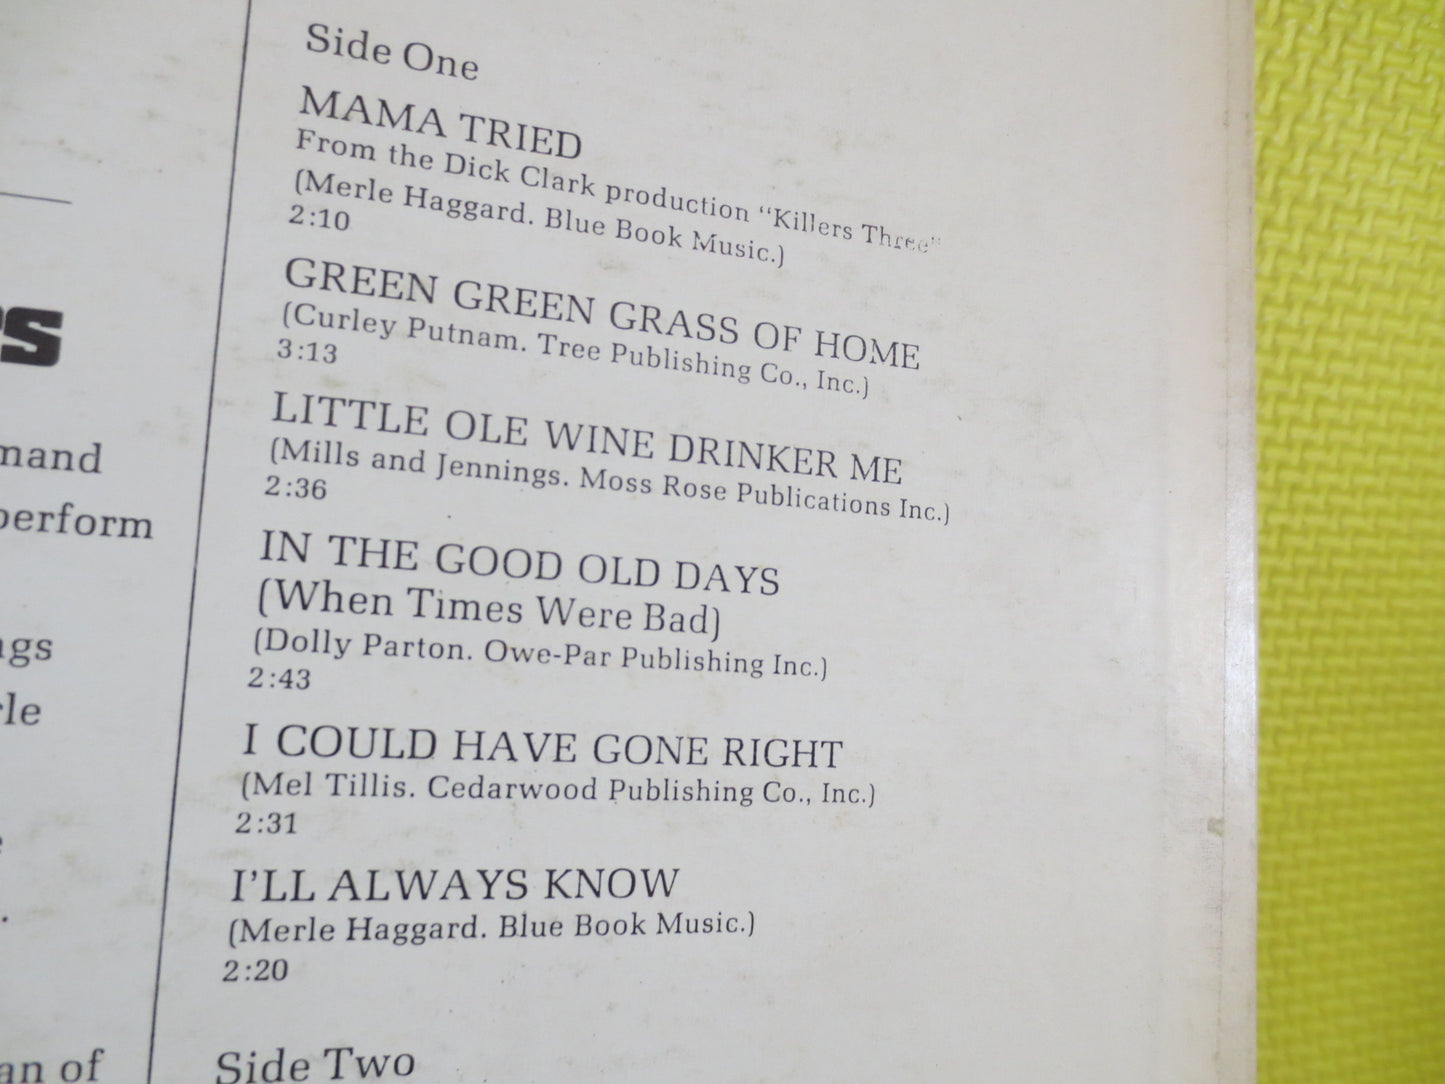 Side One
MAMA TRIED
From the Dick Clark production "Killers Three"
(Merle Haggard. Blue Book Music.)
2:10
GREEN GREEN GRASS OF HOME
(Curley Putnam. Tree Publishing Co., Inc.)
3:13
LITTLE OLE WINE DRINKER ME
(Mills and Jennings. Moss Rose Publications Inc.)
2:36
IN THE GOOD OLD DAYS
(When Times Were Bad)
(Dolly Parton. Owe-Par Publishing Inc.)
2:43
I COULD HAVE GONE RIGHT
(Mel Tillis. Cedarwood Publishing Co., Inc.)
2:31
I'LL ALWAYS KNOW
(Merle Haggard. Blue Book Music.)
2:20
Side Two
perform
of